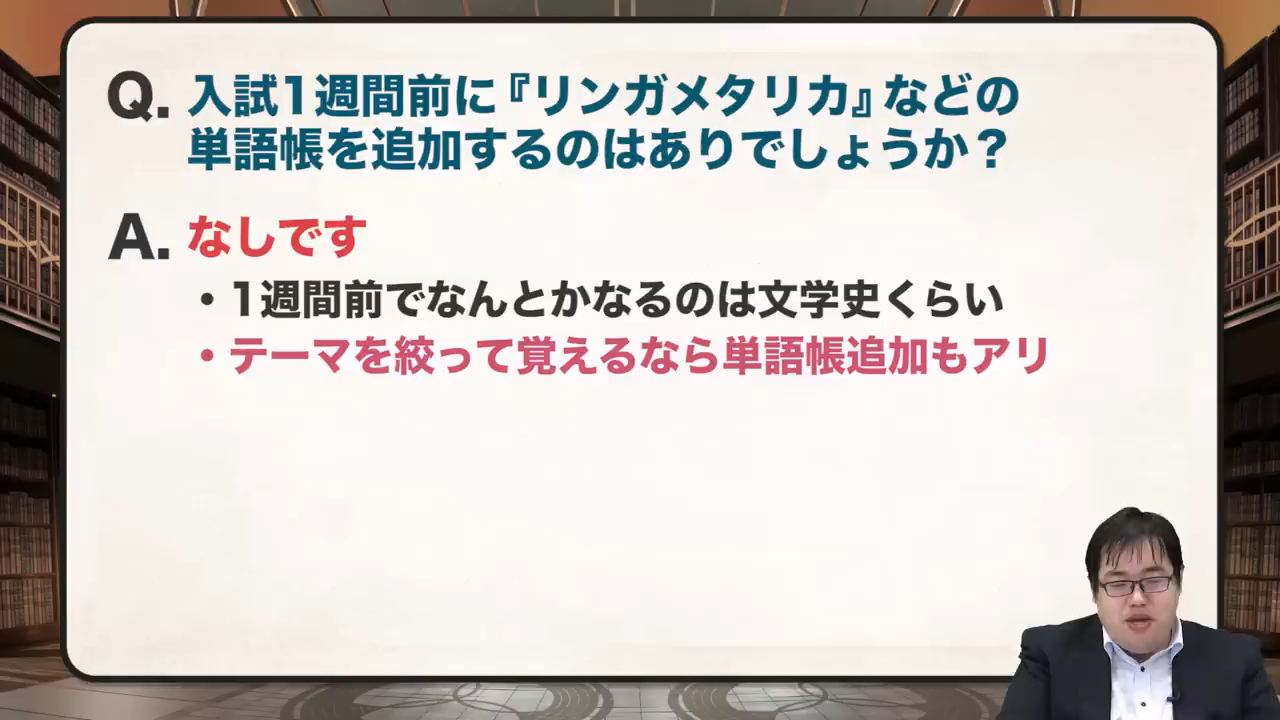 Q. 入試1週間前に『リンガメタリカ』などの
単語帳を追加するのはありでしょうか？
A. なしです
・1週間前でなんとかなるのは文学史くらい
・テーマを絞って覚えるなら単語帳追加もアリ